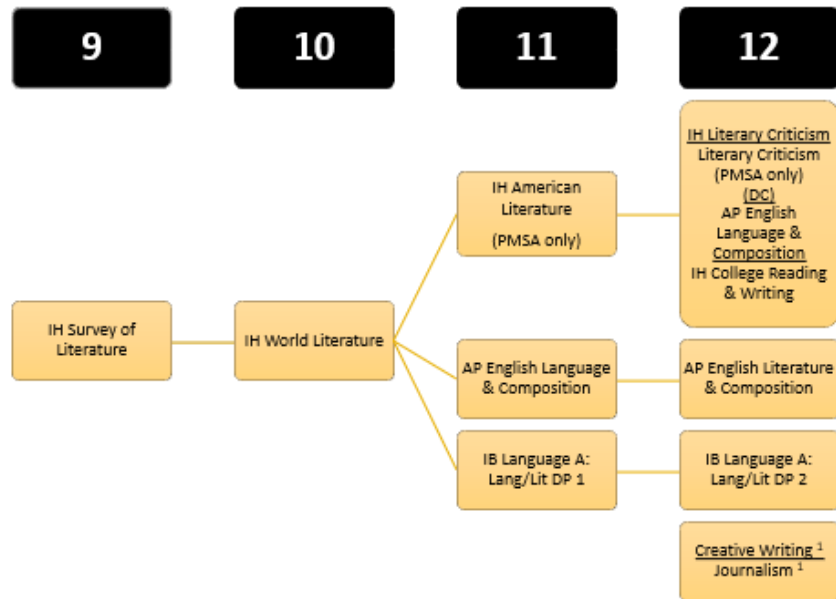 9
10
11
12
IH Survey of
Literature
IH World Literature
IH American
Literature
(PMSA only)
AP English Language
& Composition
IB Language A:
Lang/Lit DP 1
IH Literary Criticism
Literary Criticism
(PMSA only)
(DC)
AP English
Language &
Composition
IH College Reading
& Writing
AP English Literature
& Composition
IB Language A:
Lang/Lit DP 2
Creative Writing ¹
Journalism ¹